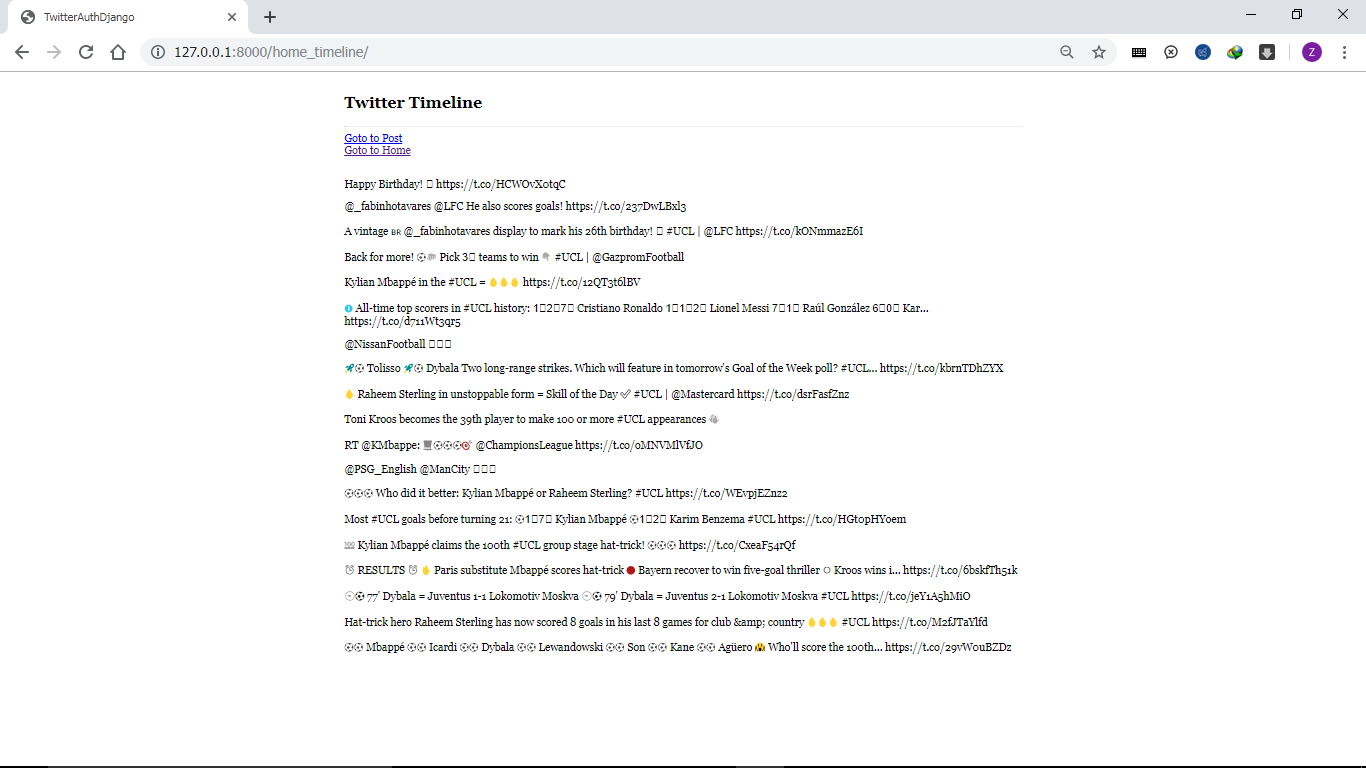 TwitterAuthDjango
127.0.0.1:8000/home_timeline/
Z
Twitter Timeline
Goto to Post
Goto to Home
Happy Birthday! 🎉 https://t.co/HCWOvX0tqC
@_fabinhotavares @LFC He also scores goals! https://t.co/237DwLBxl3
A vintage 🇧🇷 @_fabinhotavares display to mark his 26th birthday! #UCL | @LFC https://t.co/kONmmazE6I
Back for more! ⚽ Pick 3 teams to win 👇 #UCL | @GazpromFootball
Kylian Mbappé in the #UCL = 🔥🔥🔥 https://t.co/12QT3t6lBV
ℹ️ All-time top scorers in #UCL history: 1️⃣2️⃣7️⃣ Cristiano Ronaldo 1️⃣1️⃣2️⃣ Lionel Messi 7️⃣1️⃣ Raúl González 6️⃣0️⃣ Kar…
https://t.co/d711Wt3qr5
@NissanFootball
🚀⚽ Tolisso 🚀⚽ Dybala Two long-range strikes. Which will feature in tomorrow's Goal of the Week poll? #UCL… https://t.co/kbrnTDhZYX
🔥 Raheem Sterling in unstoppable form = Skill of the Day ✅ #UCL | @Mastercard https://t.co/dsrFasfZnz
Toni Kroos becomes the 39th player to make 100 or more #UCL appearances 👏
RT @KMbappe: 🎩⚽⚽⚽🎯 @ChampionsLeague https://t.co/0MNVMlVfJO
@PSG_English @ManCity
⚽⚽⚽ Who did it better: Kylian Mbappé or Raheem Sterling? #UCL https://t.co/WEvpjEZnz2
Most #UCL goals before turning 21: ⚽1️⃣7️⃣ Kylian Mbappé ⚽1️⃣2️⃣ Karim Benzema #UCL https://t.co/HGt0pHYoem
💯 Kylian Mbappé claims the 100th #UCL group stage hat-trick! ⚽⚽⚽ https://t.co/CxeaF54rQf
⏰ RESULTS ⏰ 🔥 Paris substitute Mbappé scores hat-trick 🔴 Bayern recover to win five-goal thriller ⚪ Kroos wins i… https://t.co/6bskfTh51k
🕛⚽ 77' Dybala = Juventus 1-1 Lokomotiv Moskva 🕛⚽ 79' Dybala = Juventus 2-1 Lokomotiv Moskva #UCL https://t.co/jeY1A5hMiO
Hat-trick hero Raheem Sterling has now scored 8 goals in his last 8 games for club &amp; country 🔥🔥🔥 #UCL https://t.co/M2fJTaYlfd
⚽⚽ Mbappé ⚽⚽ Icardi ⚽⚽ Dybala ⚽⚽ Lewandowski ⚽⚽ Son ⚽⚽ Kane ⚽⚽ Agüero 🙌 Who'll score the 100th… https://t.co/29vWouBZDz